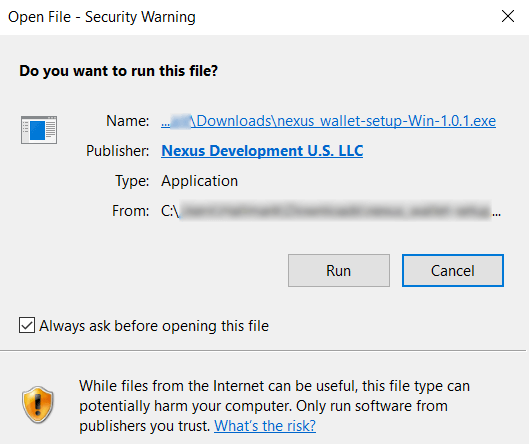 Open File - Security Warning
Do you want to run this file?
Name: ...\Downloads\nexus_wallet-setup-Win-1.0.1.exe
Publisher: Nexus Development U.S. LLC
Type: Application
From: C:\...
Run Cancel
Always ask before opening this file
While files from the Internet can be useful, this file type can
potentially harm your computer. Only run software from
publishers you trust. What's the risk?